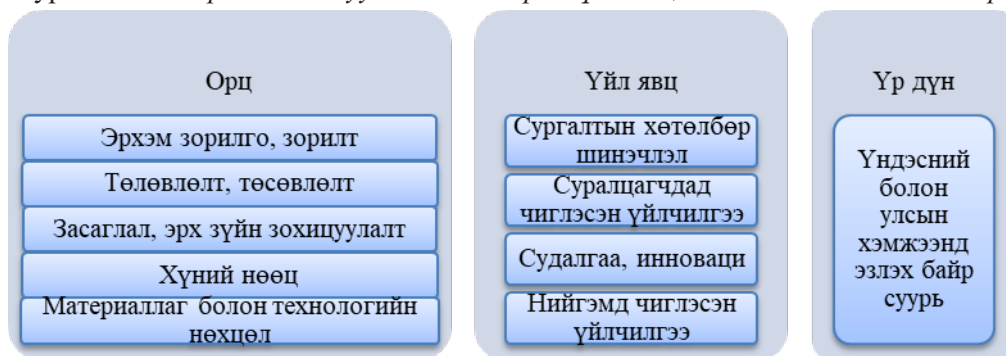 Орц
Эрхэм зорилго, зорилт
Төлөвлөлт, төсөвлөлт
Засаглал, эрх зүйн зохицуулалт
Хүний нөөц
Материаллаг болон технологийн
нөхцөл
Үйл явц
Сургалтын хөтөлбөр
шинэчлэл
Суралцагчдад
чиглэсэн үйлчилгээ
Судалгаа, инноваци
Нийгэмд чиглэсэн
үйлчилгээ
Үр дүн
Үндэсний
болон
улсын
хэмжээнд
эзлэх байр
суурь